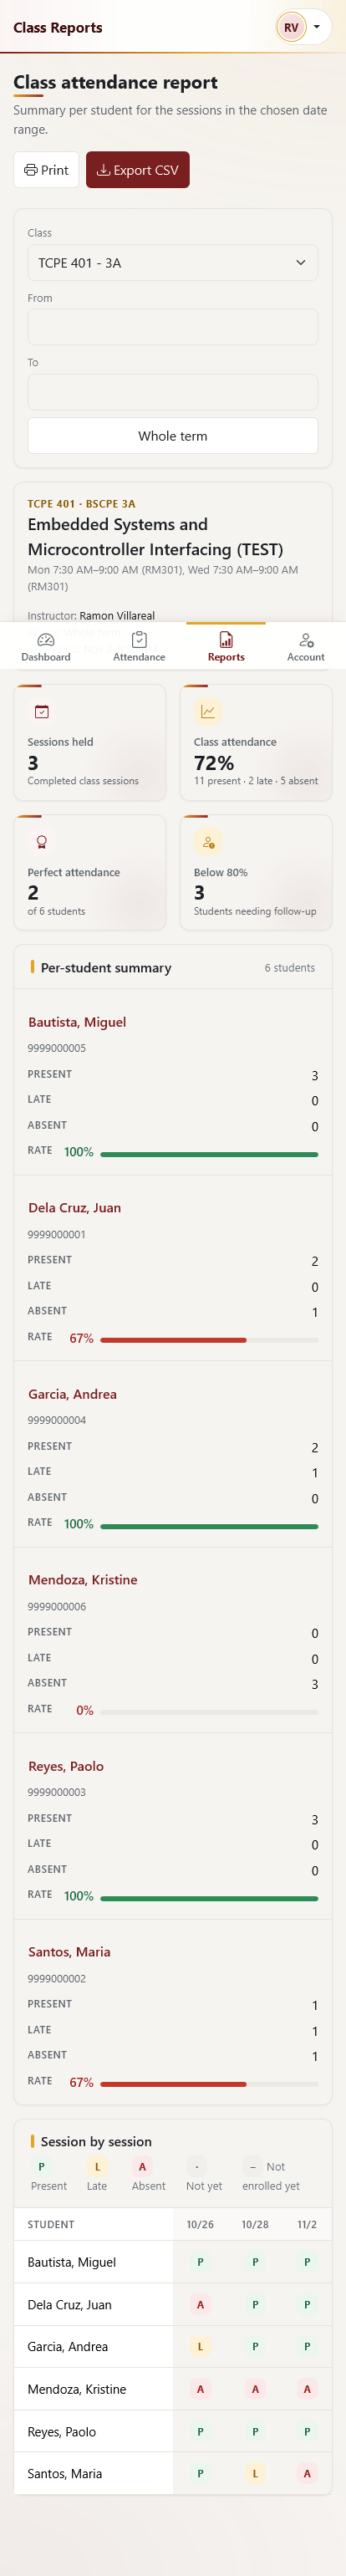 Class Reports
RV
Class attendance report
Summary per student for the sessions in the chosen date
range.
Print
Export CSV
Class
TCPE 401 - 3A
From
To
Whole term
TCPE 401 · BSCPE 3A
Embedded Systems and
Microcontroller Interfacing (TEST)
Mon 7:30 AM–9:00 AM (RM301), Wed 7:30 AM–9:00 AM
(RM301)
Instructor: Ramon Villareal
Dashboard
Attendance
Reports
Account
Sessions held
3
Completed class sessions
Class attendance
72%
11 present · 2 late · 5 absent
Perfect attendance
2
of 6 students
Below 80%
3
Students needing follow-up
Per-student summary
6 students
Bautista, Miguel
9999000005
PRESENT 3
LATE 0
ABSENT 0
RATE 100%
Dela Cruz, Juan
9999000001
PRESENT 2
LATE 0
ABSENT 1
RATE 67%
Garcia, Andrea
9999000004
PRESENT 2
LATE 1
ABSENT 0
RATE 100%
Mendoza, Kristine
9999000006
PRESENT 0
LATE 0
ABSENT 3
RATE 0%
Reyes, Paolo
9999000003
PRESENT 3
LATE 0
ABSENT 0
RATE 100%
Santos, Maria
9999000002
PRESENT 1
LATE 1
ABSENT 1
RATE 67%
Session by session
P Present
L Late
A Absent
· Not yet
– Not enrolled yet
STUDENT 10/26 10/28 11/2
Bautista, Miguel P P P
Dela Cruz, Juan A P P
Garcia, Andrea L P P
Mendoza, Kristine A A A
Reyes, Paolo P P P
Santos, Maria P L A